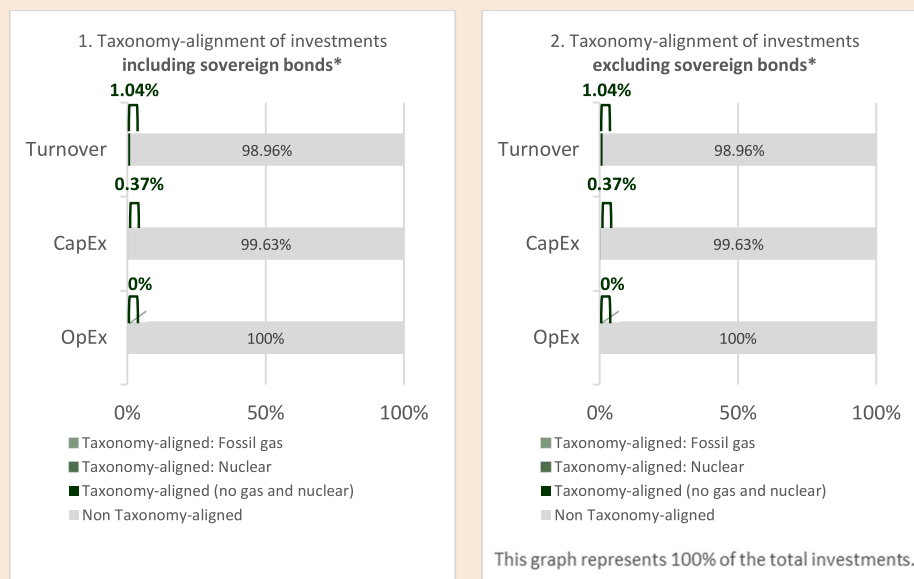 1. Taxonomy-alignment of investments
including sovereign bonds*
1.04%
Turnover
98.96%
0.37%
CapEx
99.63%
0%
OpEx
100%
0%
50%
100%
Taxonomy-aligned: Fossil gas
Taxonomy-aligned: Nuclear
Taxonomy-aligned (no gas and nuclear)
Non Taxonomy-aligned
2. Taxonomy-alignment of investments
excluding sovereign bonds*
1.04%
Turnover
98.96%
0.37%
CapEx
99.63%
0%
OpEx
100%
0%
50%
100%
Taxonomy-aligned: Fossil gas
Taxonomy-aligned: Nuclear
Taxonomy-aligned (no gas and nuclear)
Non Taxonomy-aligned
This graph represents 100% of the total investments.